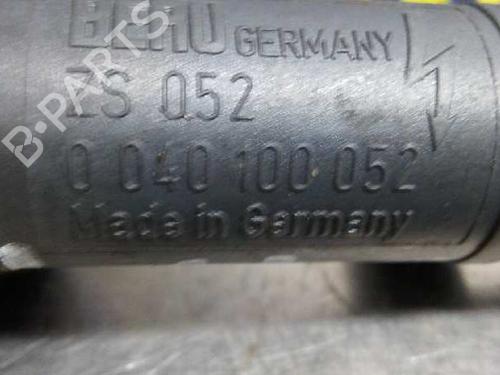 BERU GERMANY
ZS 052
0 040 100 052
Made in Germany
B-PARTS